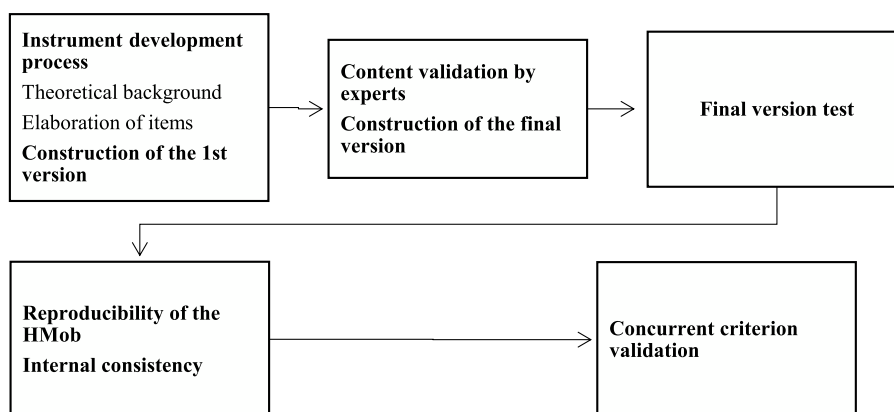 Instrument development
process
Theoretical background
Elaboration of items
Construction of the 1st
version
Content validation by
experts
Construction of the final
version
Final version test
Reproducibility of the
HMob
Internal consistency
Concurrent criterion
validation